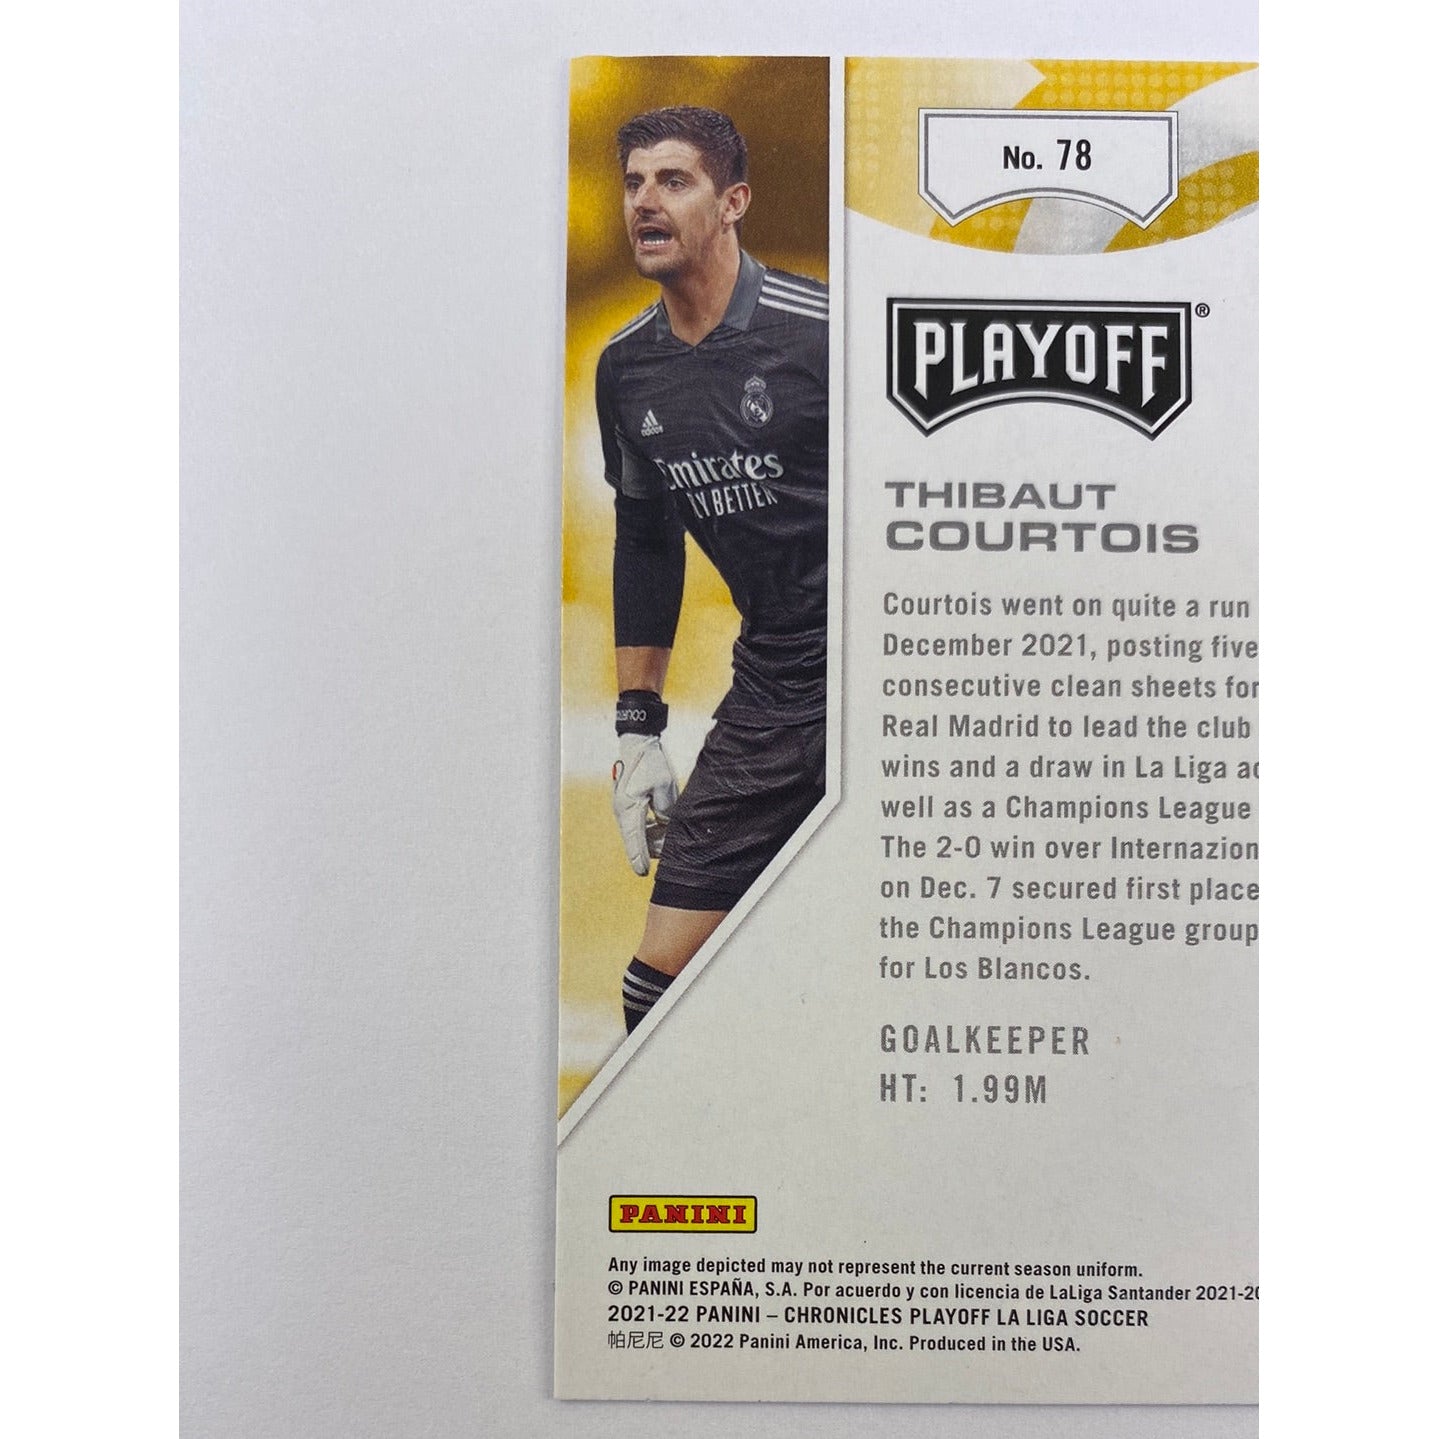 No. 78
PLAYOFF®
THIBAUT
COURTOIS
Courtois went on quite a run
December 2021, posting five
consecutive clean sheets for
Real Madrid to lead the club
wins and a draw in La Liga
well as a Champions League
The 2-0 win over Internazion
on Dec. 7 secured first place
the Champions League group
for Los Blancos.
GOALKEEPER
HT: 1.99M
adidas
Emirates
FLY BETTER
COURTOIS
PANINI
Any image depicted may not represent the current season uniform.
© PANINI ESPAÑA, S.A. Por acuerdo y con licencia de LaLiga Santander 2021-20
2021-22 PANINI – CHRONICLES PLAYOFF LA LIGA SOCCER
帕尼尼 © 2022 Panini America, Inc. Produced in the USA.